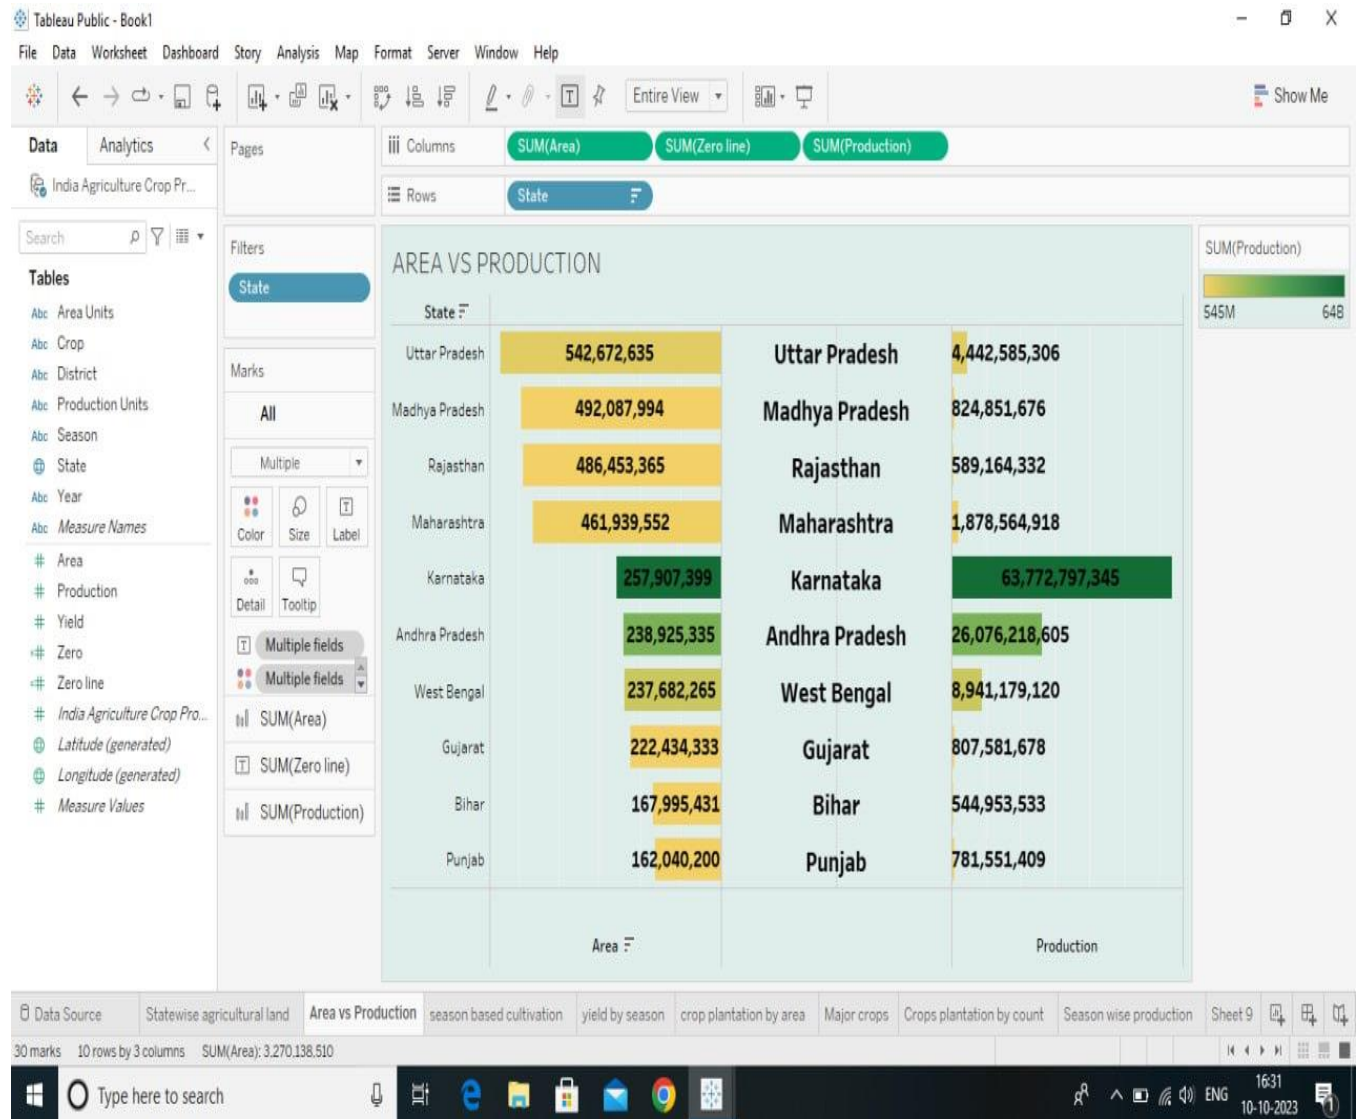 Tableau Public - Book1
File Data Worksheet Dashboard Story Analysis Map Format Server Window Help
Entire View
Show Me
Data Analytics
India Agriculture Crop Pr...
Search
Tables
Abc Area Units
Abc Crop
Abc District
Abc Production Units
Abc Season
State
Abc Year
Abc Measure Names
# Area
# Production
# Yield
# Zero
# Zero line
# India Agriculture Crop Pro...
Latitude (generated)
Longitude (generated)
# Measure Values
Pages
Filters
State
Marks
All
Multiple
Color Size Label
Detail Tooltip
Multiple fields
Multiple fields
SUM(Area)
SUM(Zero line)
SUM(Production)
Columns SUM(Area) SUM(Zero line) SUM(Production)
Rows State
AREA VS PRODUCTION
State
Uttar Pradesh 542,672,635 Uttar Pradesh 4,442,585,306
Madhya Pradesh 492,087,994 Madhya Pradesh 824,851,676
Rajasthan 486,453,365 Rajasthan 589,164,332
Maharashtra 461,939,552 Maharashtra 1,878,564,918
Karnataka 257,907,399 Karnataka 63,772,797,345
Andhra Pradesh 238,925,335 Andhra Pradesh 26,076,218,605
West Bengal 237,682,265 West Bengal 8,941,179,120
Gujarat 222,434,333 Gujarat 807,581,678
Bihar 167,995,431 Bihar 544,953,533
Punjab 162,040,200 Punjab 781,551,409
Area Production
SUM(Production)
545M 64B
Data Source Statewise agricultural land Area vs Production season based cultivation yield by season crop plantation by area Major crops Crops plantation by count Season wise production Sheet 9
30 marks 10 rows by 3 columns SUM(Area): 3,270,138,510
Type here to search
ENG
16:31
10-10-2023
1